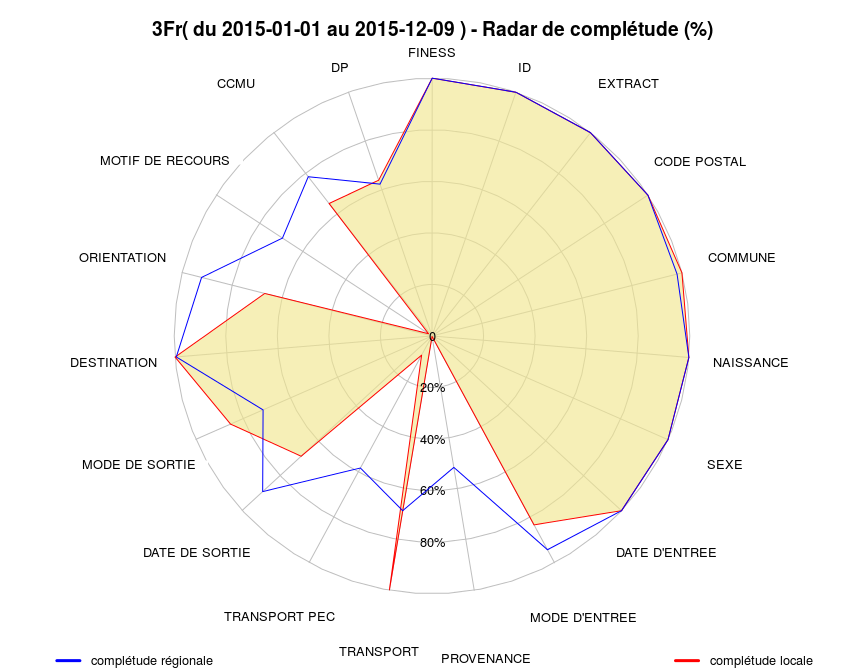 3Fr( du 2015-01-01 au 2015-12-09 ) - Radar de complétude (%)
FINESS
DP
ID
CCMU
EXTRACT
MOTIF DE RECOURS
CODE POSTAL
ORIENTATION
COMMUNE
0
DESTINATION
NAISSANCE
20%
40%
MODE DE SORTIE
SEXE
60%
80%
DATE DE SORTIE
DATE D'ENTREE
TRANSPORT PEC
MODE D'ENTREE
TRANSPORT
PROVENANCE
complétude régionale
complétude locale